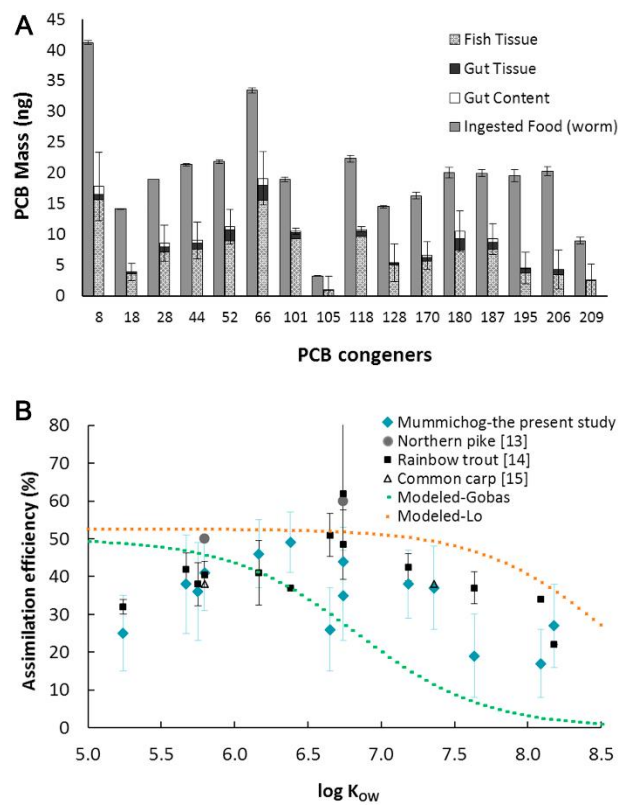 A
PCB Mass (ng)
45
40
35
30
25
20
15
10
5
0
Fish Tissue
Gut Tissue
Gut Content
Ingested Food (worm)
8 18 28 44 52 66 101 105 118 128 170 180 187 195 206 209
PCB congeners
B
Assimilation efficiency (%)
80
70
60
50
40
30
20
10
0
Mummichog-the present study
Northern pike [13]
Rainbow trout [14]
Common carp [15]
Modeled-Gobas
Modeled-Lo
5.0 5.5 6.0 6.5 7.0 7.5 8.0 8.5
log KOW